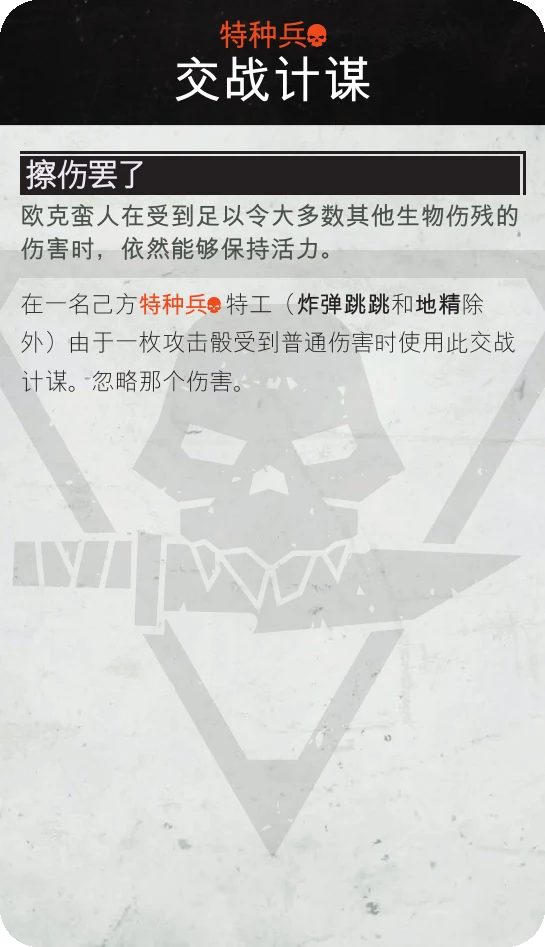 特种兵
交战计谋
擦伤罢了
欧克蛮人在受到足以令大多数其他生物伤残的
伤害时，依然能够保持活力。
在一名己方特种兵特工（炸弹跳跳和地精除
外）由于一枚攻击骰受到普通伤害时使用此交战
计谋。忽略那个伤害。